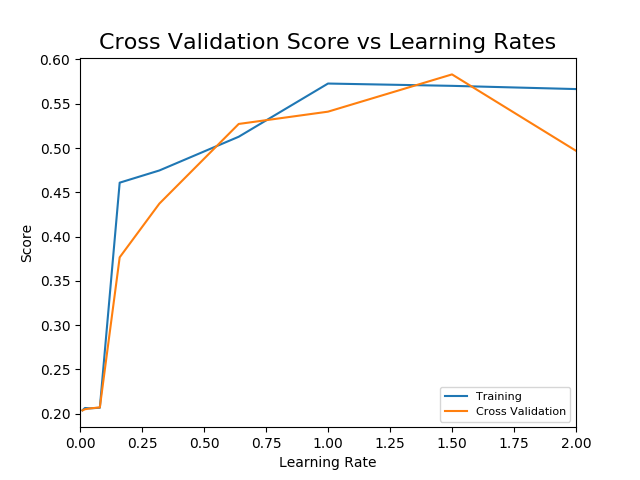 Cross Validation Score vs Learning Rates
0.60
0.55
0.50
0.45
0.40
0.35
0.30
0.25
0.20
Score
Training
Cross Validation
0.00 0.25 0.50 0.75 1.00 1.25 1.50 1.75 2.00
Learning Rate